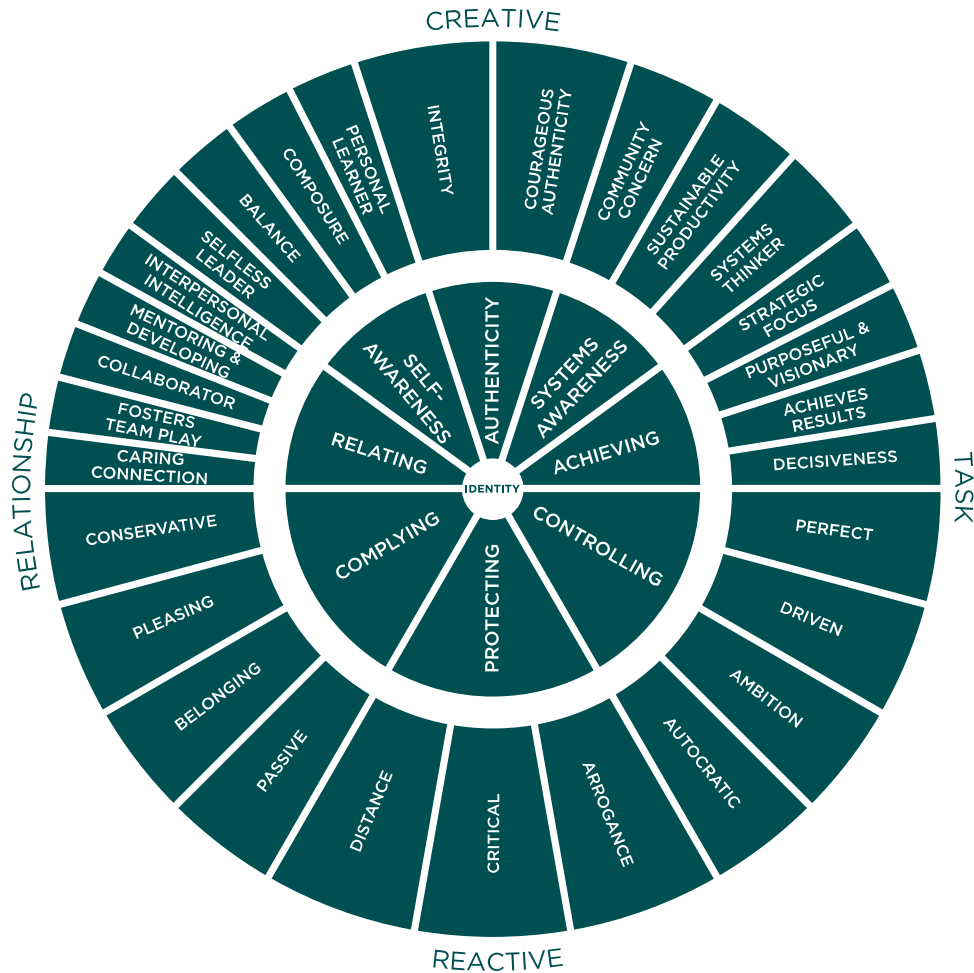 CREATIVE
INTEGRITY
COURAGEOUS
AUTHENTICITY
COMMUNITY
CONCERN
SUSTAINABLE
PRODUCTIVITY
SYSTEMS
THINKER
STRATEGIC
FOCUS
PURPOSEFUL &
VISIONARY
ACHIEVES
RESULTS
DECISIVENESS
TASK
PERFECT
DRIVEN
AMBITION
AUTOCRATIC
ARROGANCE
CRITICAL
DISTANCE
PASSIVE
BELONGING
PLEASING
CONSERVATIVE
REACTIVE
RELATIONSHIP
CARING
CONNECTION
FOSTERS
TEAM PLAY
COLLABORATOR
MENTORING &
DEVELOPING
INTERPERSONAL
INTELLIGENCE
SELFLESS
LEADER
BALANCE
COMPOSURE
PERSONAL
LEARNER
RELATING
SELF-
AWARENESS
AUTHENTICITY
SYSTEMS
AWARENESS
ACHIEVING
IDENTITY
CONTROLLING
PROTECTING
COMPLYING